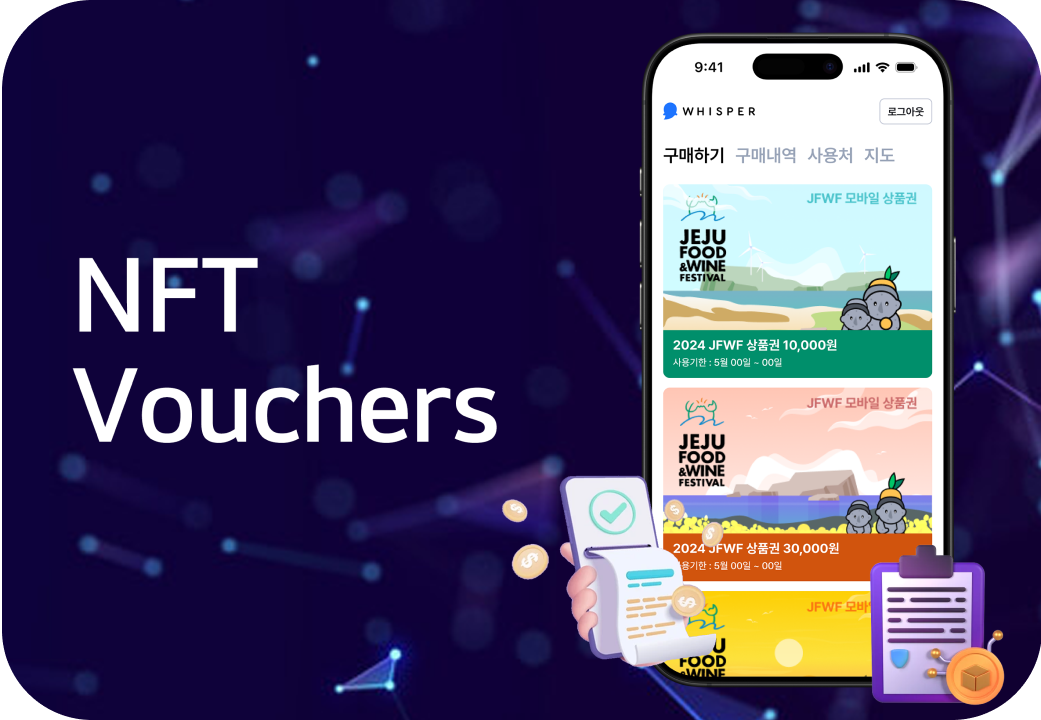 NFT
Vouchers
9:41
WHISPER
로그아웃
구매하기 구매내역 사용처 지도
JFWF 모바일 상품권
JEJU
FOOD
&WINE
FESTIVAL
2024 JFWF 상품권 10,000원
사용기한 : 5월 00일 ~ 00일
JFWF 모바일 상품권
JEJU
FOOD
&WINE
FESTIVAL
2024 JFWF 상품권 30,000원
용기한 : 5월 00일 ~ 00일
JFWF 모바
FOOD
&WINE